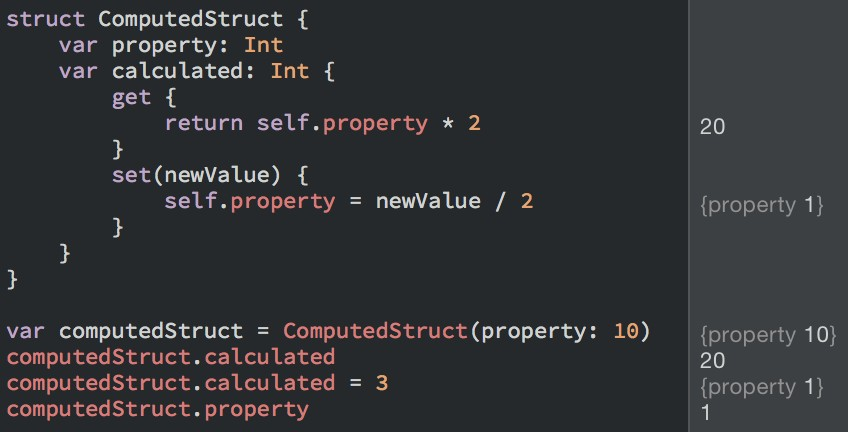 struct ComputedStruct {
    var property: Int
    var calculated: Int {
        get {
            return self.property * 2    20
        }
        set(newValue) {
            self.property = newValue / 2    {property 1}
        }
    }
}
var computedStruct = ComputedStruct(property: 10)    {property 10}
computedStruct.calculated    20
computedStruct.calculated = 3    {property 1}
computedStruct.property    1